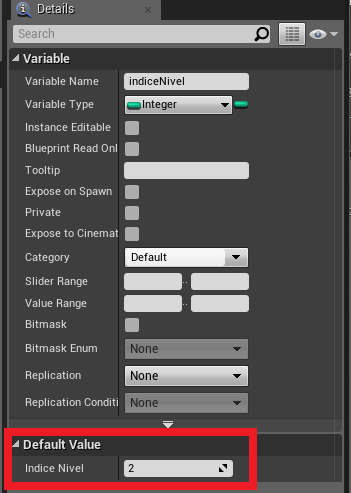 Details
Search
Variable
Variable Name indiceNivel
Variable Type Integer
Instance Editable
Blueprint Read Onl
Tooltip
Expose on Spawn
Private
Expose to Cinemat
Category Default
Slider Range ..
Value Range ..
Bitmask
Bitmask Enum None
Replication None
Replication Conditi None
Default Value
Indice Nivel 2